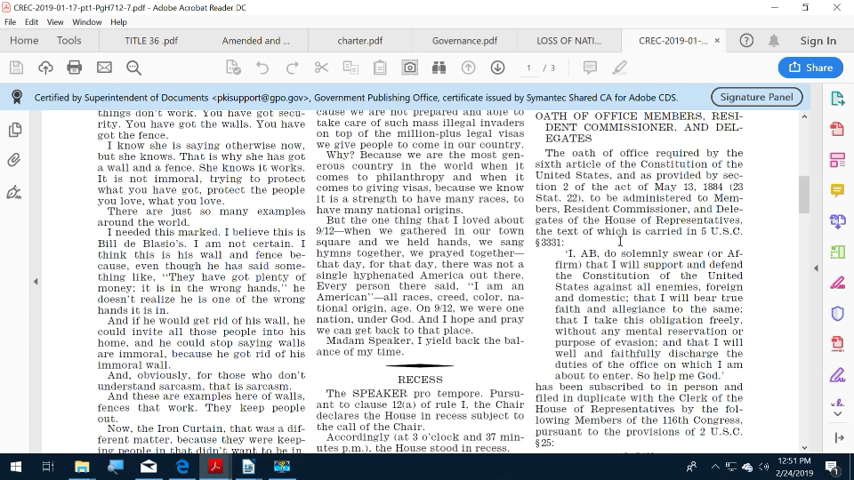 CREC-2019-01-17-pt1-PgH712-7.pdf - Adobe Acrobat Reader DC
File Edit View Window Help
Home Tools TITLE 36 .pdf Amended and ... charter.pdf Governance.pdf LOSS OF NATI... CREC-2019-01-... × Sign In
1 / 3 Share
Certified by Superintendent of Documents <pkisupport@gpo.gov>, Government Publishing Office, certificate issued by Symantec Shared CA for Adobe CDS. Signature Panel
things don't work. You have got secu-
rity. You have got the walls. You have
got the fence.
I know she is saying otherwise now,
but she knows. That is why she has got
a wall and a fence. She knows it works.
It is not immoral, trying to protect
what you have got, protect the people
you love, what you love.
There are just so many examples
around the world.
I needed this marked. I believe this is
Bill de Blasio's. I am not certain. I
think this is his wall and fence be-
cause, even though he has said some-
thing like, "They have got plenty of
money; it is in the wrong hands," he
doesn't realize he is one of the wrong
hands it is in.
And if he would get rid of his wall, he
could invite all those people into his
home, and he could stop saying walls
are immoral, because he got rid of his
immoral wall.
And, obviously, for those who don't
understand sarcasm, that is sarcasm.
And these are examples here of walls,
fences that work. They keep people
out.
Now, the Iron Curtain, that was a dif-
ferent matter, because they were keep-
ing people in that didn't want to be in.
cause we are not prepared and able to
take care of such mass illegal invaders
on top of the million-plus legal visas
we give people to come in our country.
Why? Because we are the most gen-
erous country in the world when it
comes to philanthropy and when it
comes to giving visas, because we know
it is a strength to have many races, to
have many national origins.
But the one thing that I loved about
9/12—when we gathered in our town
square and we held hands, we sang
hymns together, we prayed together—
that day, for that day, there was not a
single hyphenated America out there.
Every person there said, "I am an
American"—all races, creed, color, na-
tional origin, age. On 9/12, we were one
nation, under God. And I hope and pray
we can get back to that place.
Madam Speaker, I yield back the bal-
ance of my time.
RECESS
The SPEAKER pro tempore. Pursu-
ant to clause 12(a) of rule I, the Chair
declares the House in recess subject to
the call of the Chair.
Accordingly (at 3 o'clock and 37 min-
utes p.m.), the House stood in recess.
OATH OF OFFICE MEMBERS, RESI-
DENT COMMISSIONER, AND DEL-
EGATES
The oath of office required by the
sixth article of the Constitution of the
United States, and as provided by sec-
tion 2 of the act of May 13, 1884 (23
Stat. 22), to be administered to Mem-
bers, Resident Commissioner, and Dele-
gates of the House of Representatives,
the text of which is carried in 5 U.S.C.
§3331:
'I, AB, do solemnly swear (or Af-
firm) that I will support and defend
the Constitution of the United
States against all enemies, foreign
and domestic; that I will bear true
faith and allegiance to the same;
that I take this obligation freely,
without any mental reservation or
purpose of evasion; and that I will
well and faithfully discharge the
duties of the office on which I am
about to enter. So help me God.'
has been subscribed to in person and
filed in duplicate with the Clerk of the
House of Representatives by the fol-
lowing Members of the 116th Congress,
pursuant to the provisions of 2 U.S.C.
§25:
12:51 PM
2/24/2019